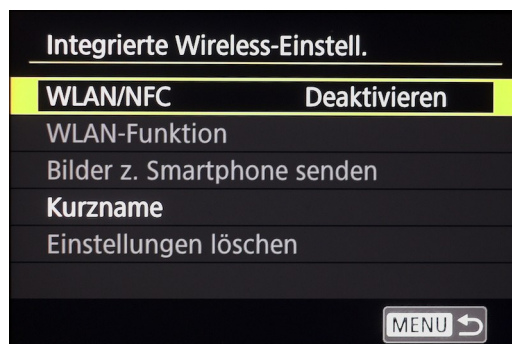 Integrierte Wireless-Einstell.
WLAN/NFC Deaktivieren
WLAN-Funktion
Bilder z. Smartphone senden
Kurzname
Einstellungen löschen
MENU